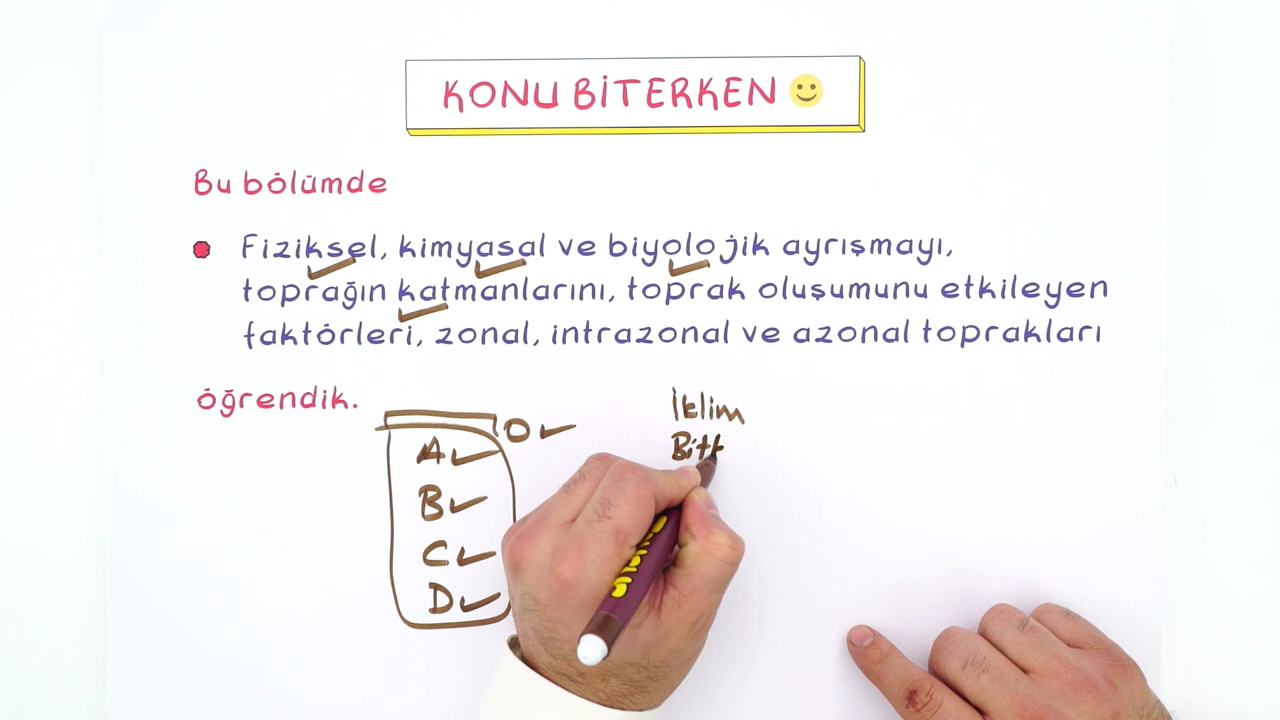 KONU BİTERKEN
Bu bölümde
Fiziksel, kimyasal ve biyolojik ayrışmayı,
toprağın katmanlarını, toprak oluşumunu etkileyen
faktörleri, zonal, intrazonal ve azonal toprakları
öğrendik.
O
A
B
C
D
İklim
Bitk